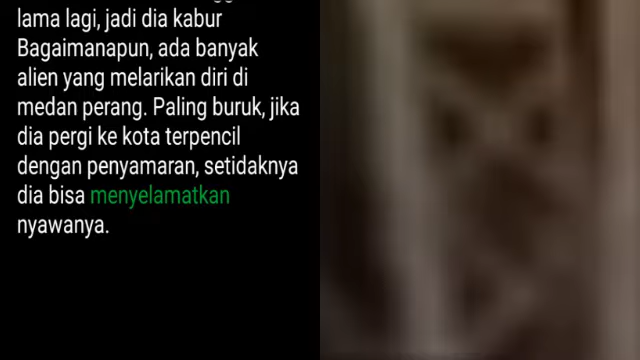 lama lagi, jadi dia kabur
Bagaimanapun, ada banyak
alien yang melarikan diri di
medan perang. Paling buruk, jika
dia pergi ke kota terpencil
dengan penyamaran, setidaknya
dia bisa menyelamatkan
nyawanya.